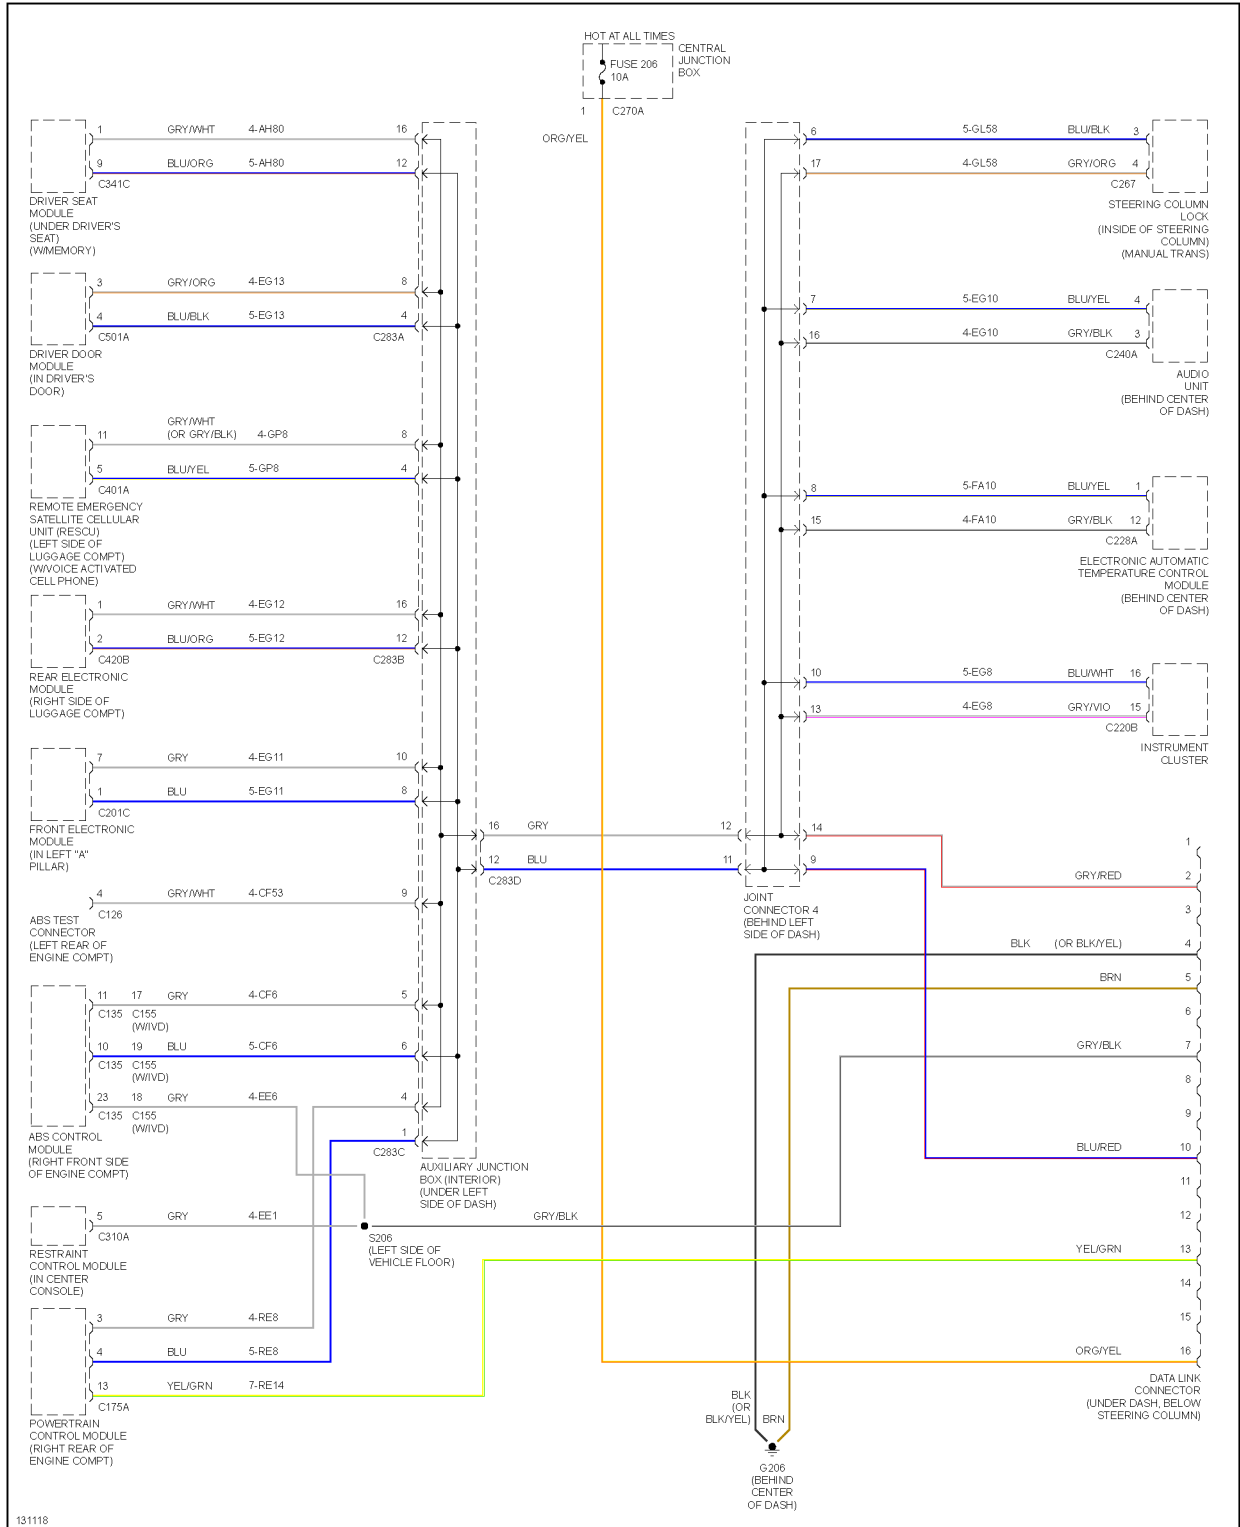 HOT AT ALL TIMES
FUSE 206
10A
CENTRAL
JUNCTION
BOX
1 C270A
ORG/YEL
1 GRY/WHT 4-AH80 16
9 BLU/ORG 5-AH80 12
C341C
DRIVER SEAT
MODULE
(UNDER DRIVER'S
SEAT)
(W/MEMORY)
3 GRY/ORG 4-EG13 8
4 BLU/BLK 5-EG13 4
C501A C283A
DRIVER DOOR
MODULE
(IN DRIVER'S
DOOR)
GRY/WHT
11 (OR GRY/BLK) 4-GP8 8
5 BLU/YEL 5-GP8 4
C401A
REMOTE EMERGENCY
SATELLITE CELLULAR
UNIT (RESCU)
(LEFT SIDE OF
LUGGAGE COMPT)
(W/VOICE ACTIVATED
CELL PHONE)
1 GRY/WHT 4-EG12 16
2 BLU/ORG 5-EG12 12
C420B C283B
REAR ELECTRONIC
MODULE
(RIGHT SIDE OF
LUGGAGE COMPT)
7 GRY 4-EG11 10
1 BLU 5-EG11 8
C201C
FRONT ELECTRONIC
MODULE
(IN LEFT "A"
PILLAR)
4 GRY/WHT 4-CF53 9
C126
ABS TEST
CONNECTOR
(LEFT REAR OF
ENGINE COMPT)
11 17 GRY 4-CF6 5
C135 C155
(W/IVD)
10 19 BLU 5-CF6 6
C135 C155
(W/IVD)
23 18 GRY 4-EE6 4
C135 C155
(W/IVD)
1
C283C
ABS CONTROL
MODULE
(RIGHT FRONT SIDE
OF ENGINE COMPT)
AUXILIARY JUNCTION
BOX (INTERIOR)
(UNDER LEFT
SIDE OF DASH)
5 GRY 4-EE1
C310A
RESTRAINT
CONTROL MODULE
(IN CENTER
CONSOLE)
S206
(LEFT SIDE OF
VEHICLE FLOOR)
GRY/BLK
3 GRY 4-RE8
4 BLU 5-RE8
13 YEL/GRN 7-RE14
C175A
POWERTRAIN
CONTROL MODULE
(RIGHT REAR OF
ENGINE COMPT)
16 GRY 12
12 BLU 11
C283D
6 5-GL58 BLU/BLK 3
17 4-GL58 GRY/ORG 4
C267
STEERING COLUMN
LOCK
(INSIDE OF STEERING
COLUMN)
(MANUAL TRANS)
7 5-EG10 BLU/YEL 4
16 4-EG10 GRY/BLK 3
C240A
AUDIO
UNIT
(BEHIND CENTER
OF DASH)
8 5-FA10 BLU/YEL 1
15 4-FA10 GRY/BLK 12
C228A
ELECTRONIC AUTOMATIC
TEMPERATURE CONTROL
MODULE
(BEHIND CENTER
OF DASH)
10 5-EG8 BLU/WHT 16
13 4-EG8 GRY/VIO 15
C220B
INSTRUMENT
CLUSTER
14
9
JOINT
CONNECTOR 4
(BEHIND LEFT
SIDE OF DASH)
1
GRY/RED 2
3
BLK (OR BLK/YEL) 4
BRN 5
6
GRY/BLK 7
8
9
BLU/RED 10
11
12
YEL/GRN 13
14
15
ORG/YEL 16
DATA LINK
CONNECTOR
(UNDER DASH, BELOW
STEERING COLUMN)
BLK
(OR
BLK/YEL) BRN
G206
(BEHIND
CENTER
OF DASH)
131118